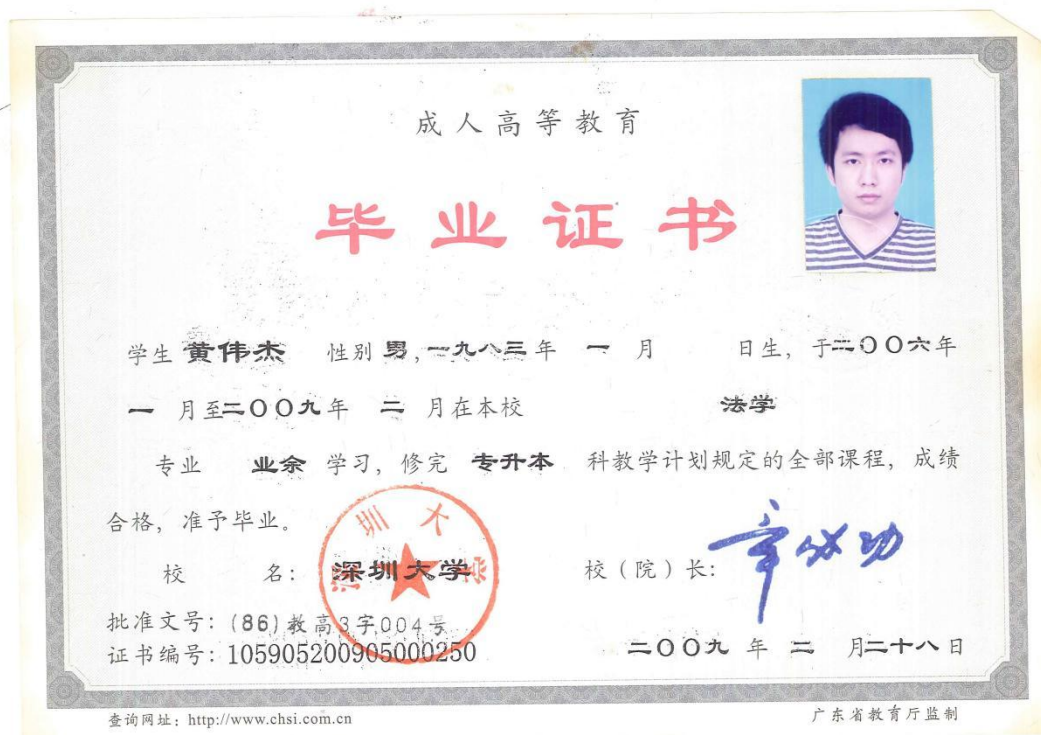 成人高等教育
毕业证书
学生 黄伟杰 性别 男,一九八三年 一 月 日生, 于二〇〇六年
一 月至二〇〇九年 二 月在本校 法学
专业 业余 学习, 修完 专升本 科教学计划规定的全部课程, 成绩
合格, 准予毕业。
深圳大学
校 名: 深圳大学 校(院)长: 章必功
批准文号: (86)教高3字004号
证书编号: 105905200905000250 二〇〇九 年 二 月二十八日
查询网址: http://www.chsi.com.cn 广东省教育厅监制